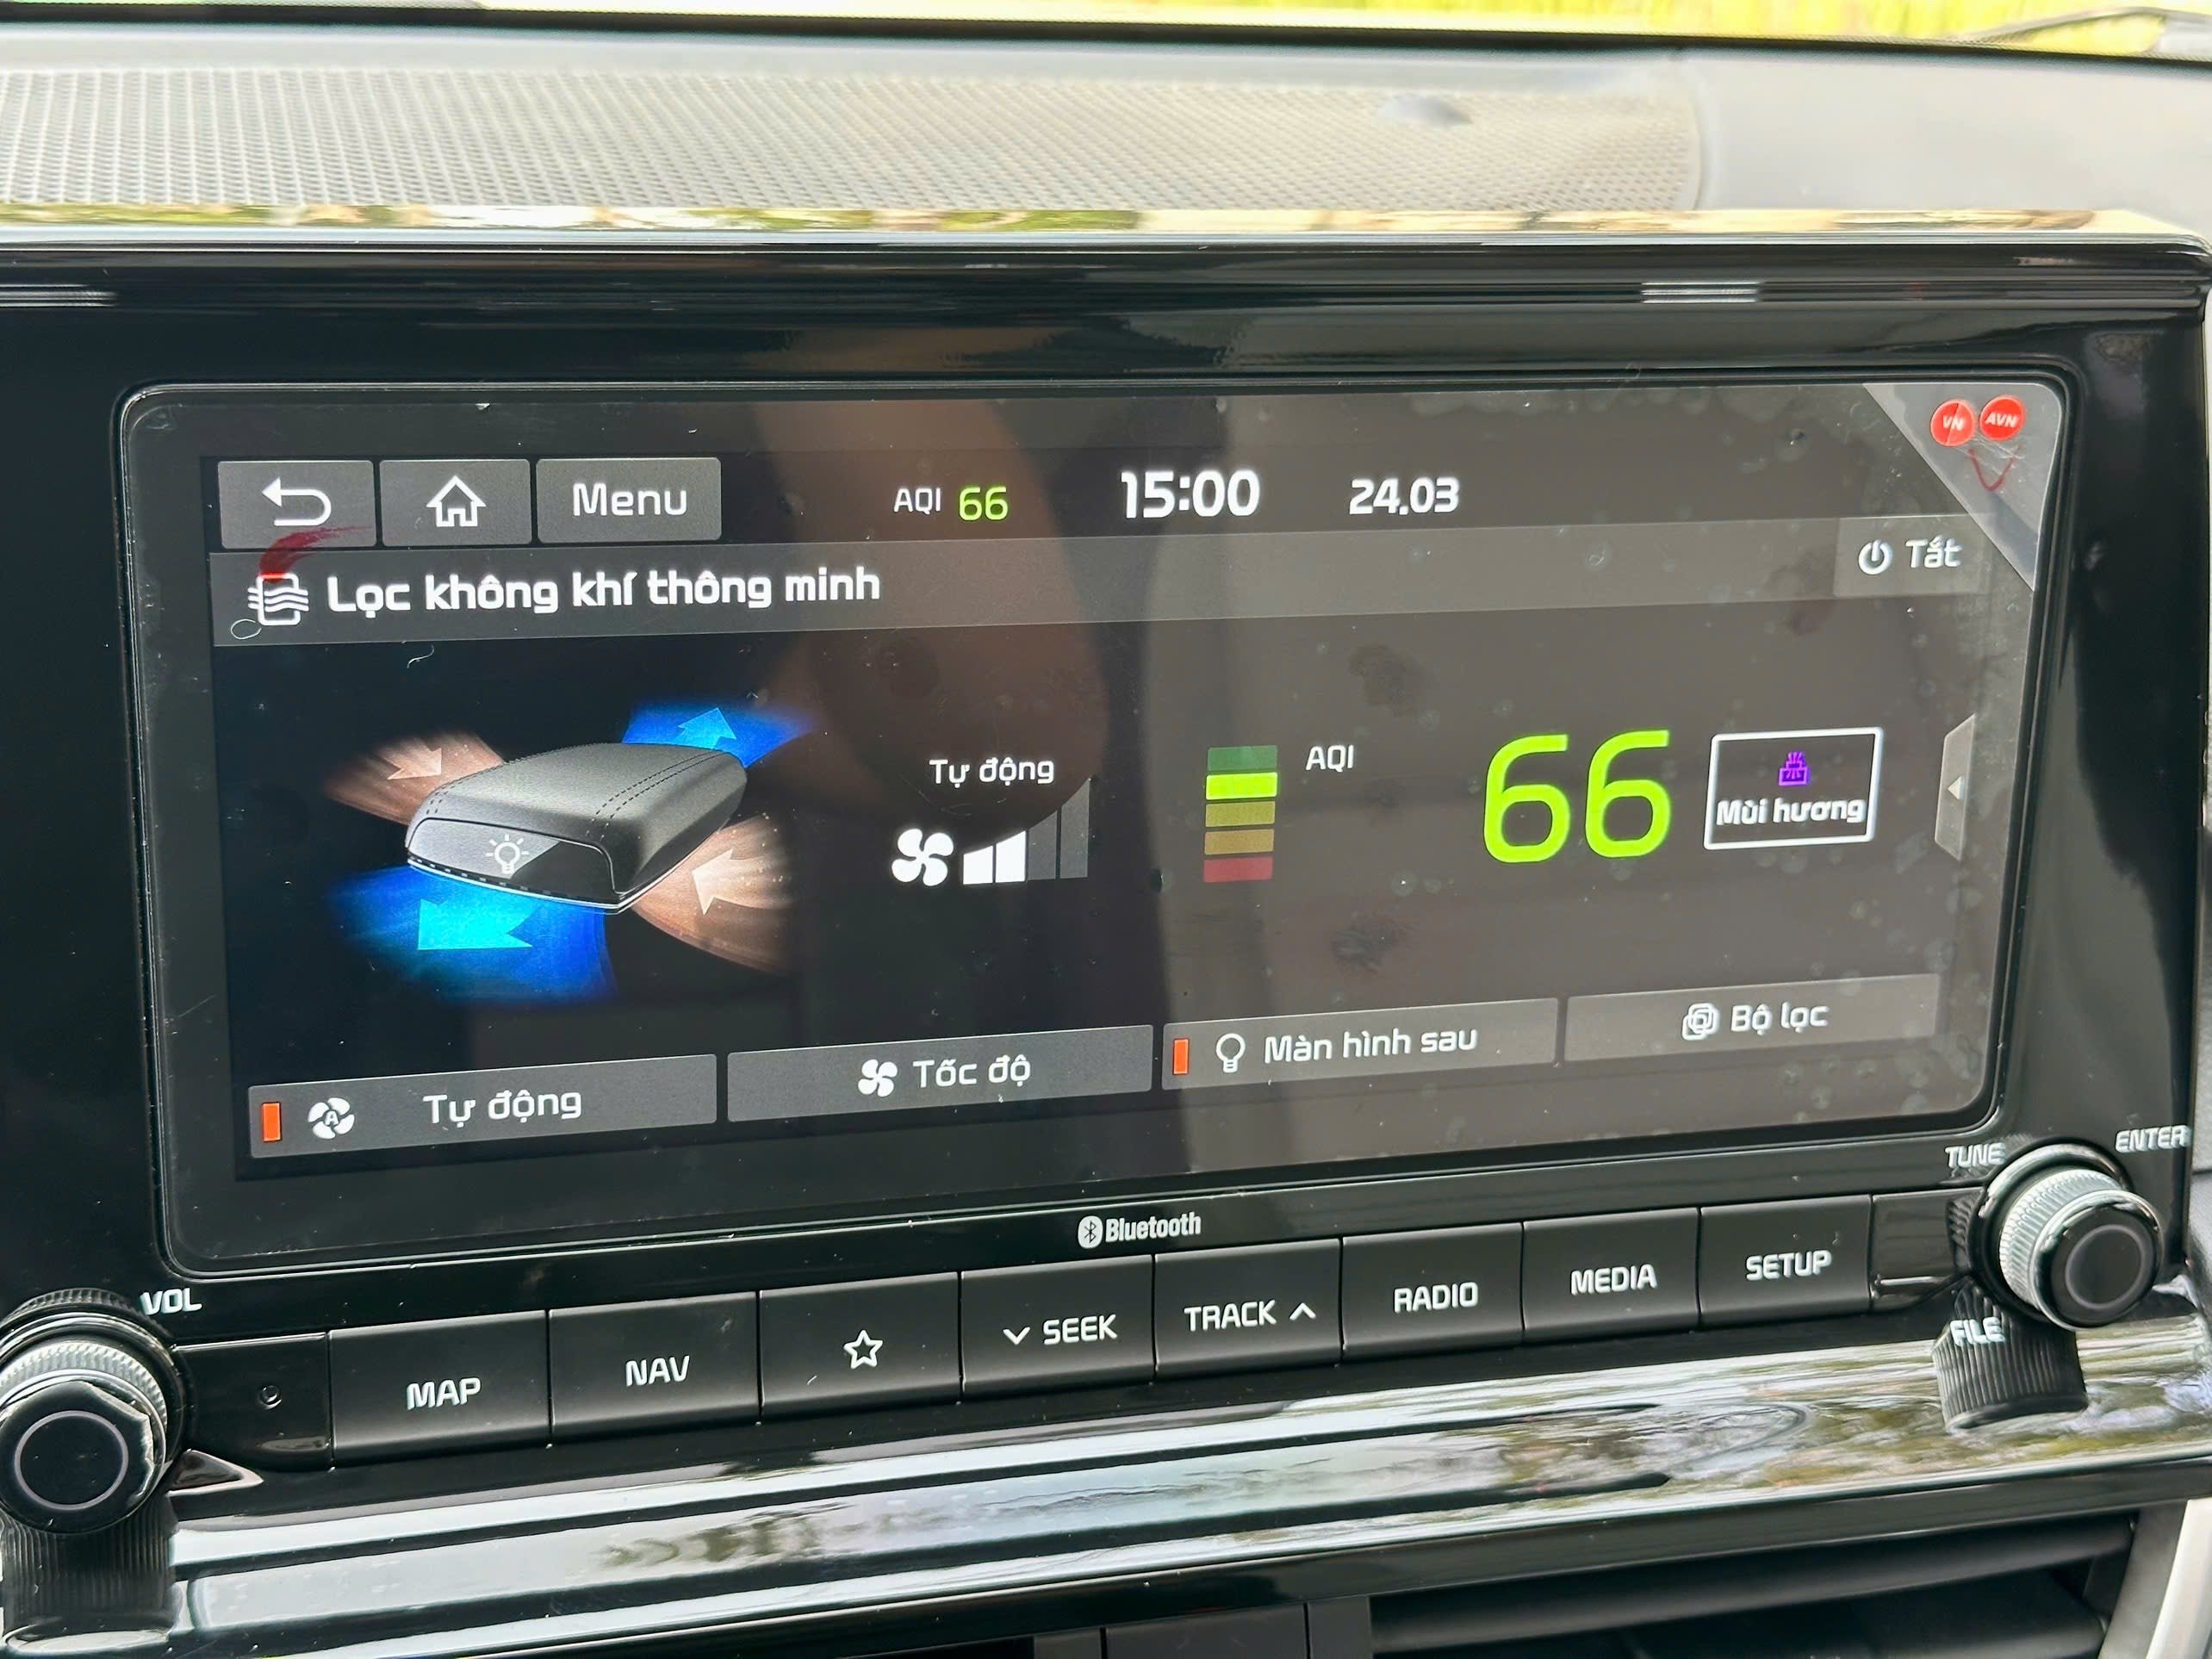 VN AVN
Menu
AQI 66
15:00
24.03
Lọc không khí thông minh
Tắt
Tự động
AQI
66
Mùi hương
A Tự động
Tốc độ
Màn hình sau
Bộ lọc
Bluetooth
TUNE
ENTER
VOL
MAP
NAV
SEEK
TRACK
RADIO
MEDIA
SETUP
FILE